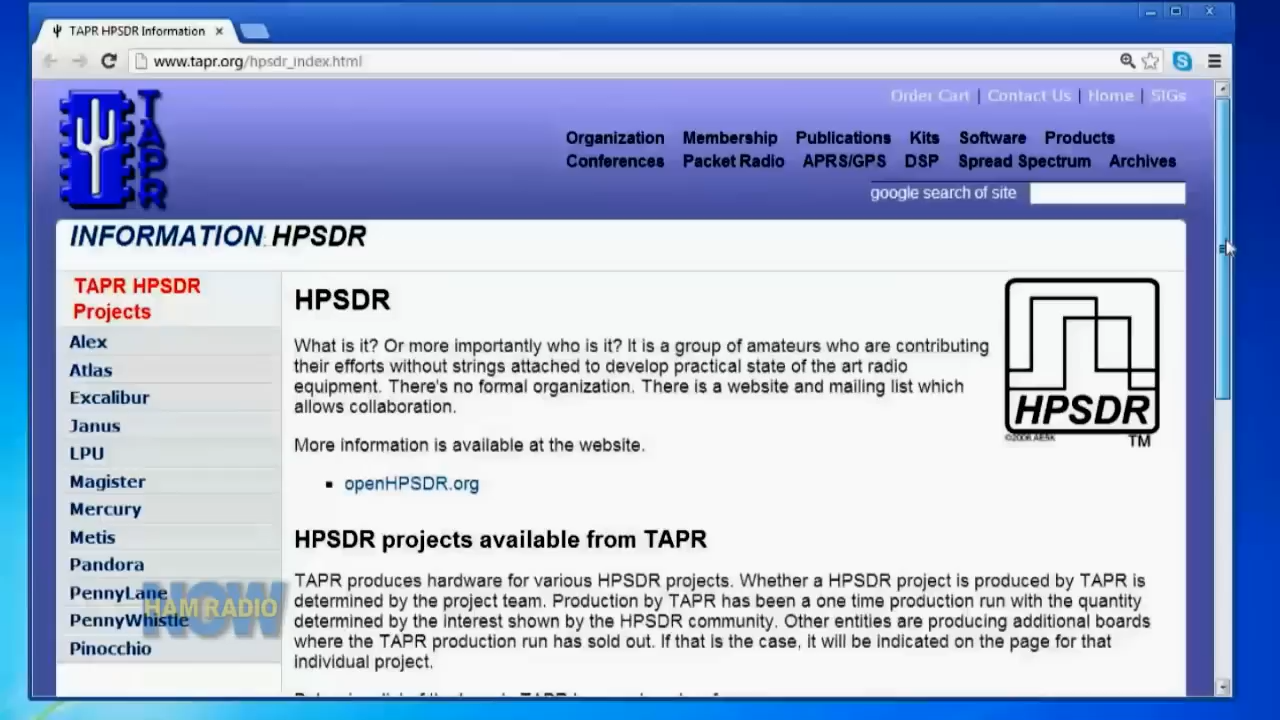 TAPR HPSDR Information
www.tapr.org/hpsdr_index.html
TAPR
Order Cart | Contact Us | Home | SIGs
Organization Membership Publications Kits Software Products
Conferences Packet Radio APRS/GPS DSP Spread Spectrum Archives
google search of site
INFORMATION HPSDR
TAPR HPSDR
Projects
Alex
Atlas
Excalibur
Janus
LPU
Magister
Mercury
Metis
Pandora
PennyLane
PennyWhistle
Pinocchio
HPSDR
What is it? Or more importantly who is it? It is a group of amateurs who are contributing
their efforts without strings attached to develop practical state of the art radio
equipment. There's no formal organization. There is a website and mailing list which
allows collaboration.
More information is available at the website.
openHPSDR.org
HPSDR
TM
HPSDR projects available from TAPR
TAPR produces hardware for various HPSDR projects. Whether a HPSDR project is produced by TAPR is
determined by the project team. Production by TAPR has been a one time production run with the quantity
determined by the interest shown by the HPSDR community. Other entities are producing additional boards
where the TAPR production run has sold out. If that is the case, it will be indicated on the page for that
individual project.
HAM RADIO
NOW